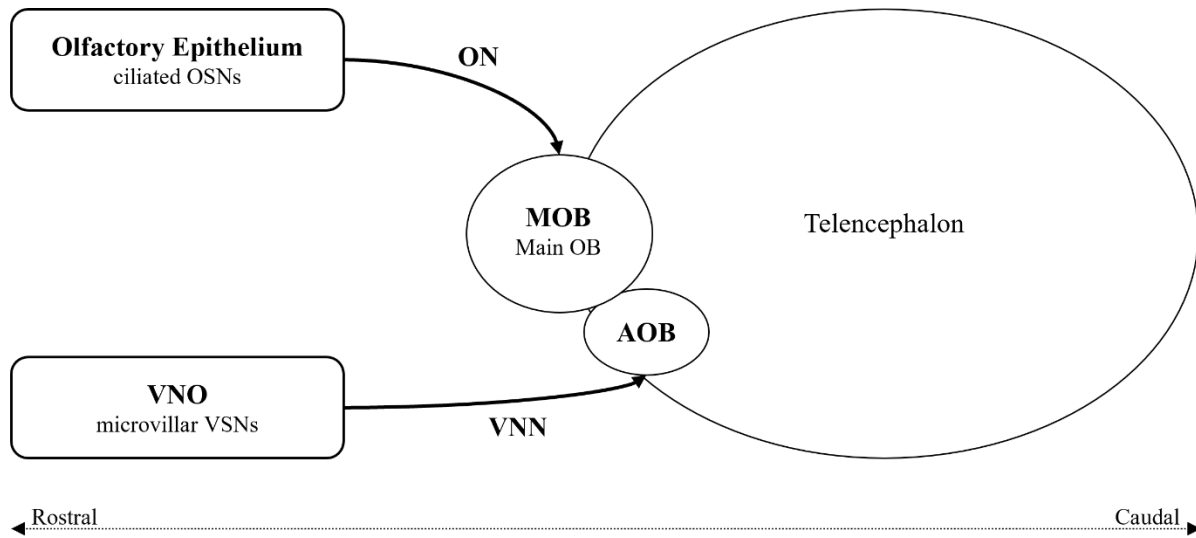 Olfactory Epithelium
ciliated OSNs
ON
MOB
Main OB
Telencephalon
AOB
VNO
microvillar VSNs
VNN
Rostral
Caudal